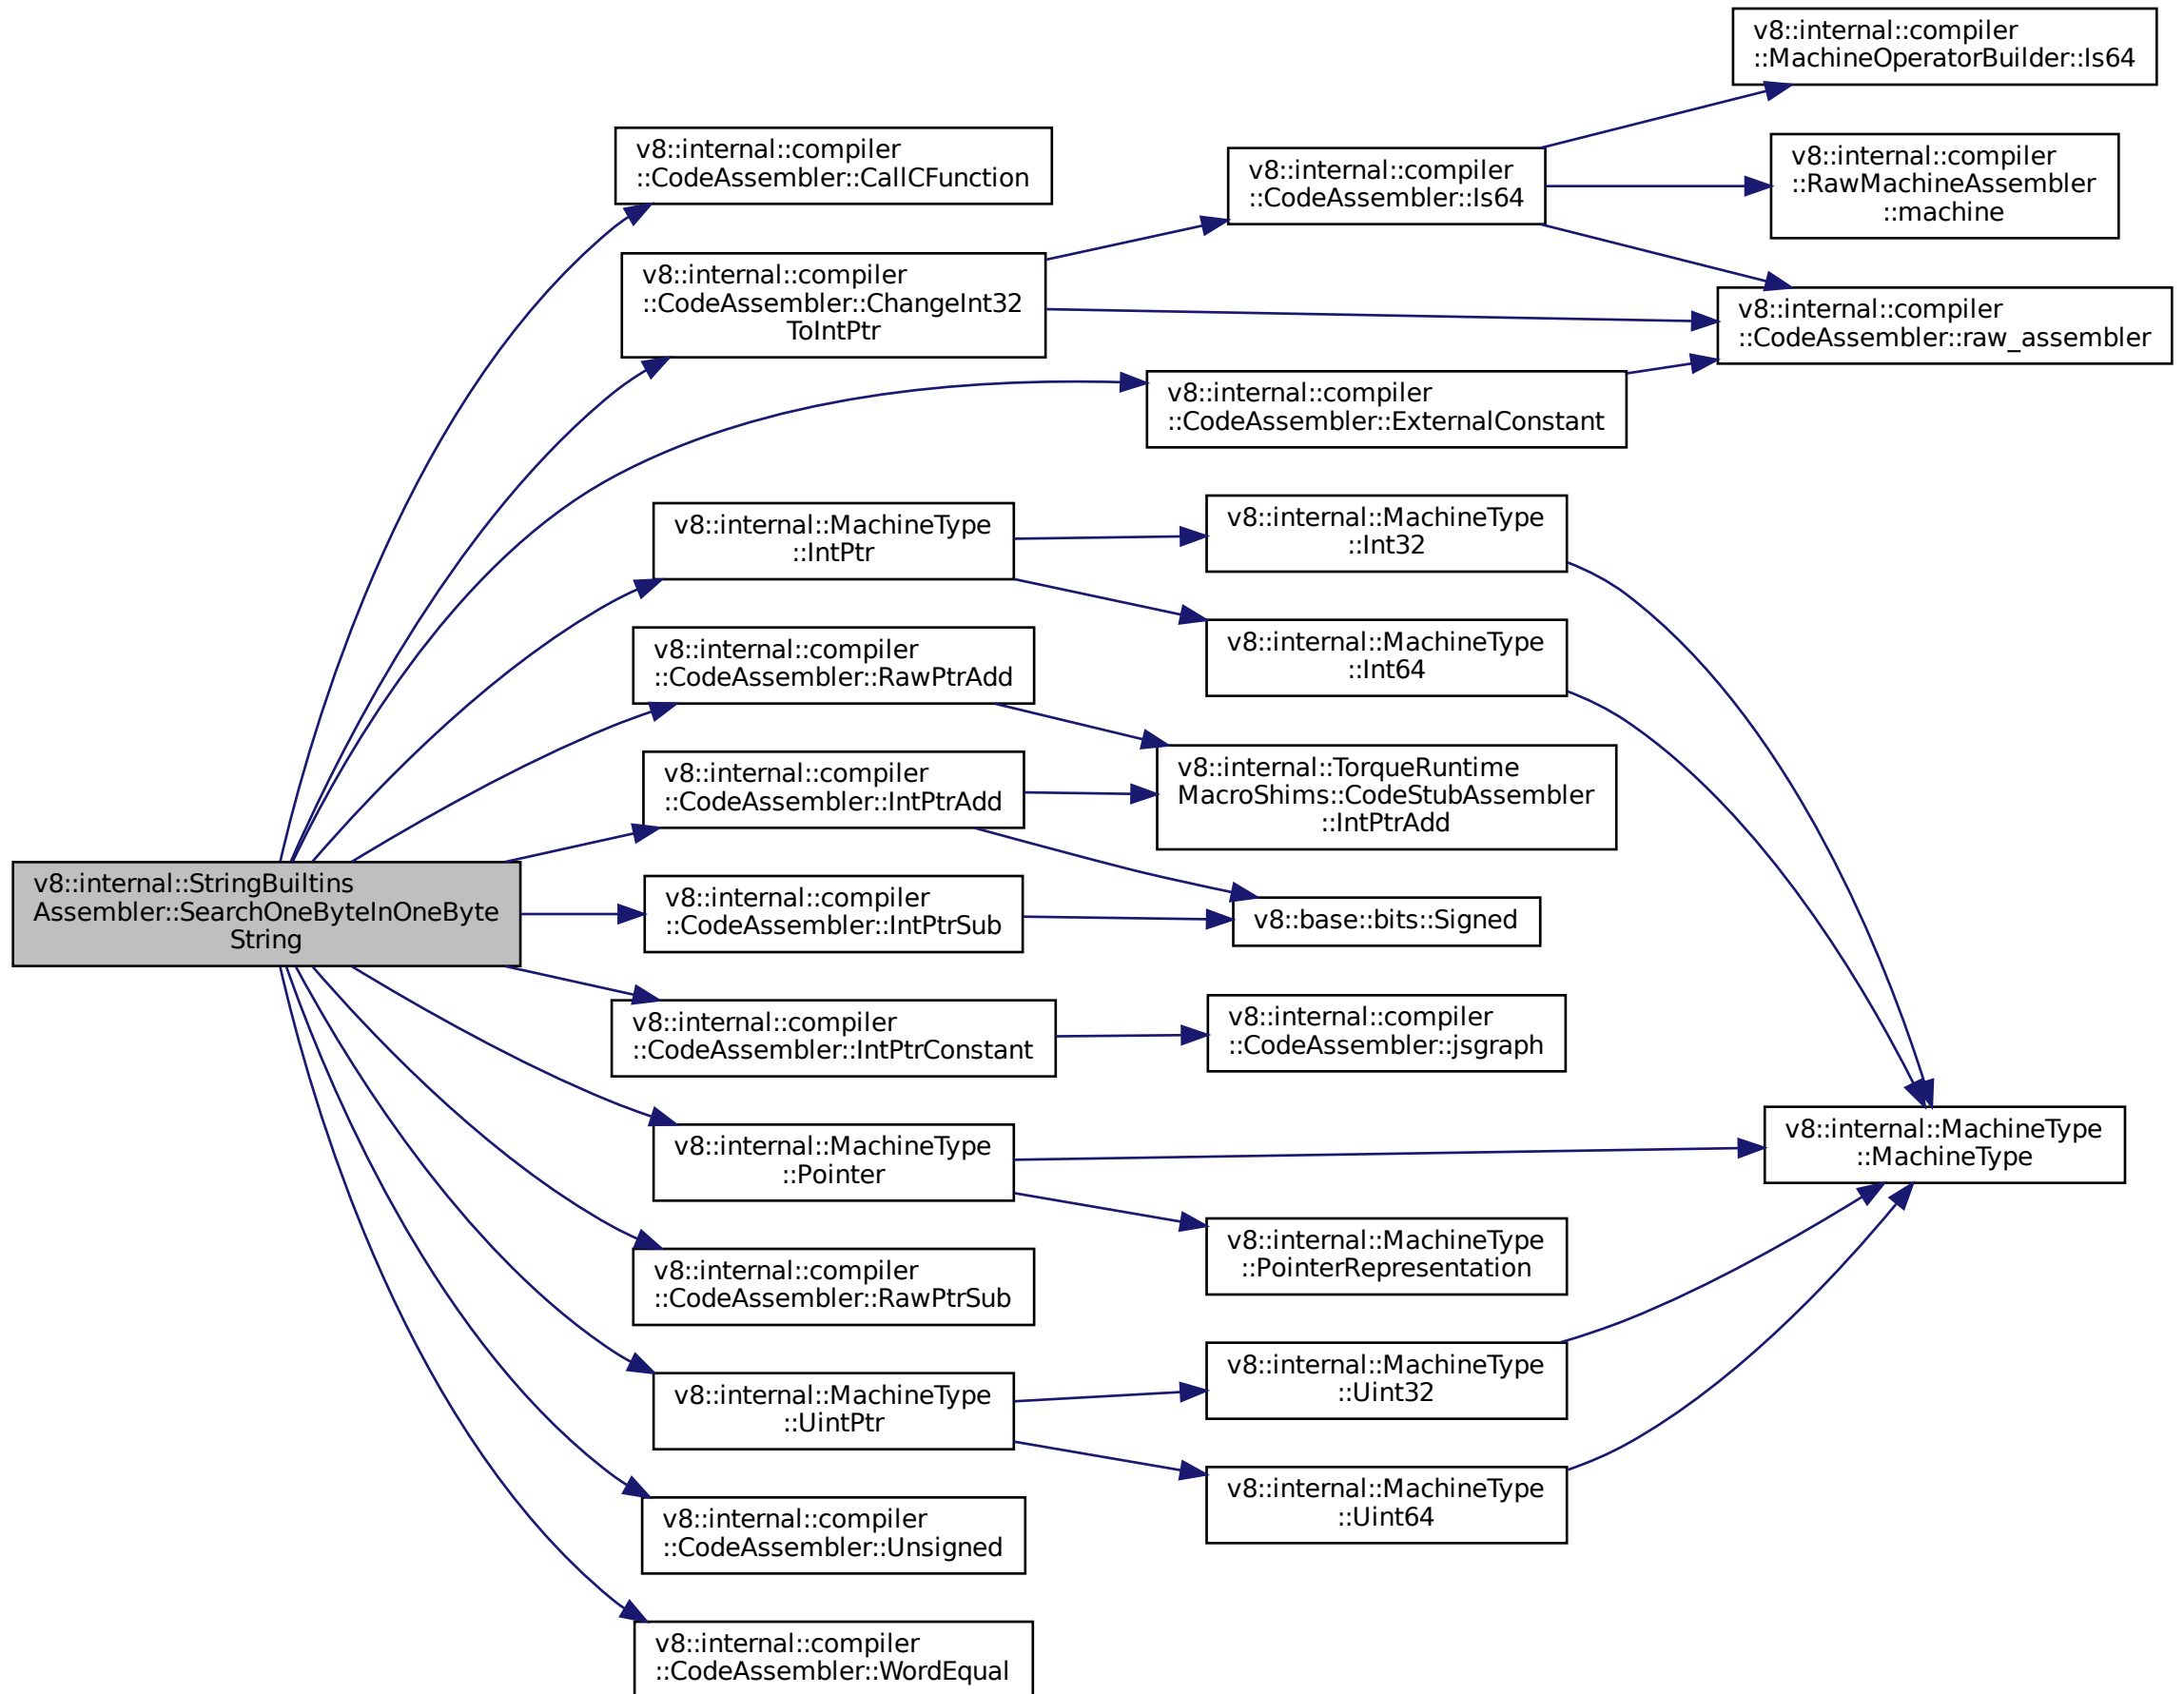 v8::internal::compiler
::MachineOperatorBuilder::Is64
v8::internal::compiler
::CodeAssembler::CallCFunction
v8::internal::compiler
::CodeAssembler::Is64
v8::internal::compiler
::RawMachineAssembler
::machine
v8::internal::compiler
::CodeAssembler::ChangeInt32
ToIntPtr
v8::internal::compiler
::CodeAssembler::raw_assembler
v8::internal::compiler
::CodeAssembler::ExternalConstant
v8::internal::MachineType
::IntPtr
v8::internal::MachineType
::Int32
v8::internal::compiler
::CodeAssembler::RawPtrAdd
v8::internal::MachineType
::Int64
v8::internal::compiler
::CodeAssembler::IntPtrAdd
v8::internal::TorqueRuntime
MacroShims::CodeStubAssembler
::IntPtrAdd
v8::internal::StringBuiltins
Assembler::SearchOneByteInOneByte
String
v8::internal::compiler
::CodeAssembler::IntPtrSub
v8::base::bits::Signed
v8::internal::compiler
::CodeAssembler::IntPtrConstant
v8::internal::compiler
::CodeAssembler::jsgraph
v8::internal::MachineType
::Pointer
v8::internal::MachineType
::MachineType
v8::internal::MachineType
::PointerRepresentation
v8::internal::compiler
::CodeAssembler::RawPtrSub
v8::internal::MachineType
::UintPtr
v8::internal::MachineType
::Uint32
v8::internal::MachineType
::Uint64
v8::internal::compiler
::CodeAssembler::Unsigned
v8::internal::compiler
::CodeAssembler::WordEqual